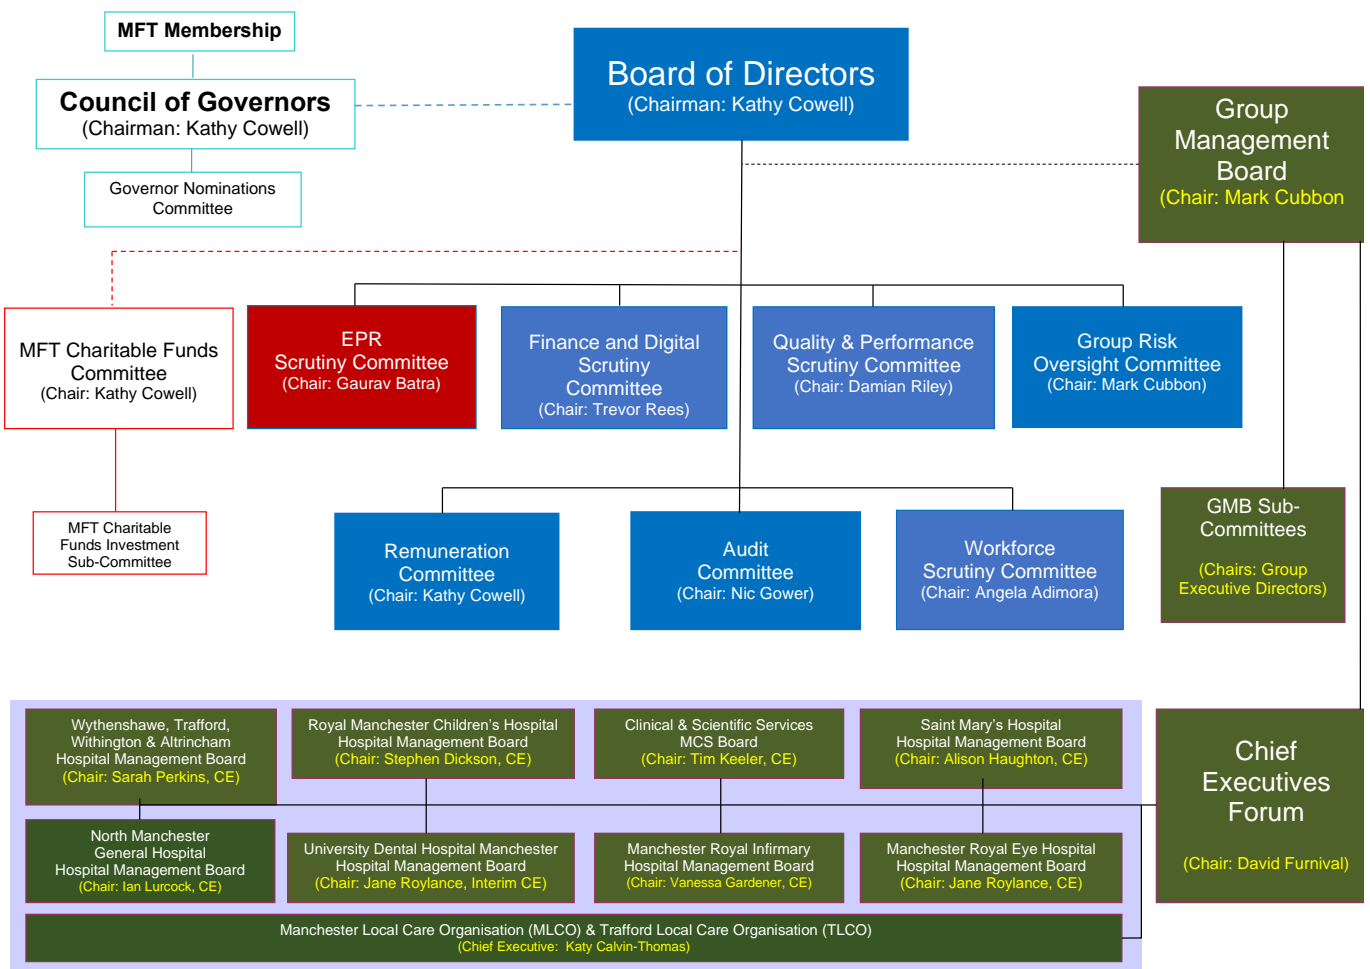 MFT Membership
Council of Governors
(Chairman: Kathy Cowell)
Governor Nominations
Committee
Board of Directors
(Chairman: Kathy Cowell)
Group
Management
Board
(Chair: Mark Cubbon
MFT Charitable Funds
Committee
(Chair: Kathy Cowell)
EPR
Scrutiny Committee
(Chair: Gaurav Batra)
Finance and Digital
Scrutiny
Committee
(Chair: Trevor Rees)
Quality & Performance
Scrutiny Committee
(Chair: Damian Riley)
Group Risk
Oversight Committee
(Chair: Mark Cubbon)
MFT Charitable
Funds Investment
Sub-Committee
Remuneration
Committee
(Chair: Kathy Cowell)
Audit
Committee
(Chair: Nic Gower)
Workforce
Scrutiny Committee
(Chair: Angela Adimora)
GMB Sub-
Committees
(Chairs: Group
Executive Directors)
Wythenshawe, Trafford,
Withington & Altrincham
Hospital Management Board
(Chair: Sarah Perkins, CE)
Royal Manchester Children's Hospital
Hospital Management Board
(Chair: Stephen Dickson, CE)
Clinical & Scientific Services
MCS Board
(Chair: Tim Keeler, CE)
Saint Mary's Hospital
Hospital Management Board
(Chair: Alison Haughton, CE)
North Manchester
General Hospital
Hospital Management Board
(Chair: Ian Lurcock, CE)
University Dental Hospital Manchester
Hospital Management Board
(Chair: Jane Roylance, Interim CE)
Manchester Royal Infirmary
Hospital Management Board
(Chair: Vanessa Gardener, CE)
Manchester Royal Eye Hospital
Hospital Management Board
(Chair: Jane Roylance, CE)
Manchester Local Care Organisation (MLCO) & Trafford Local Care Organisation (TLCO)
(Chief Executive: Katy Calvin-Thomas)
Chief
Executives
Forum
(Chair: David Furnival)